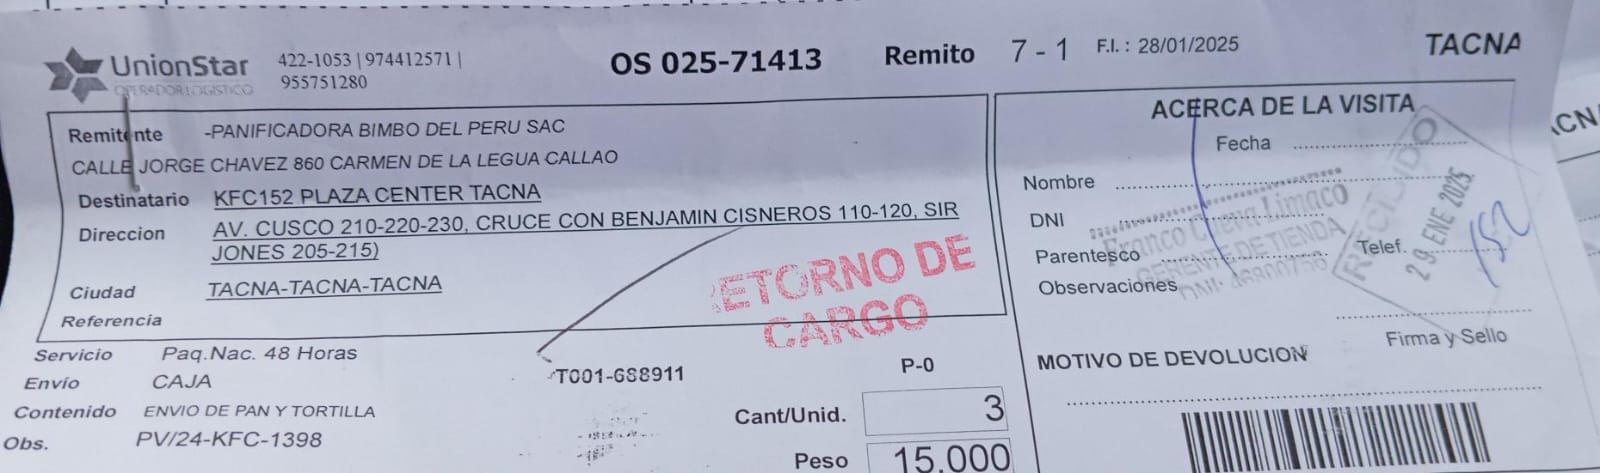 UnionStar
OPERADOR LOGISTICO
422-1053 | 974412571 |
955751280
OS 025-71413
Remito 7 - 1
F.I. : 28/01/2025
TACNA
Remitente -PANIFICADORA BIMBO DEL PERU SAC
CALLE JORGE CHAVEZ 860 CARMEN DE LA LEGUA CALLAO
Destinatario KFC152 PLAZA CENTER TACNA
Direccion AV. CUSCO 210-220-230, CRUCE CON BENJAMIN CISNEROS 110-120, SIR
JONES 205-215)
Ciudad TACNA-TACNA-TACNA
Referencia
RETORNO DE
CARGO
Servicio Paq.Nac. 48 Horas
Envío CAJA
Contenido ENVIO DE PAN Y TORTILLA
Obs. PV/24-KFC-1398
T001-688911
P-0
Cant/Unid. 3
Peso 15.000
ACERCA DE LA VISITA
Fecha
Nombre
DNI
Parentesco
Telef.
Observaciones
Franco Cueva Limaco
GERENTE DE TIENDA
RECIBIDO
29 ENE 2025
152
Firma y Sello
MOTIVO DE DEVOLUCION